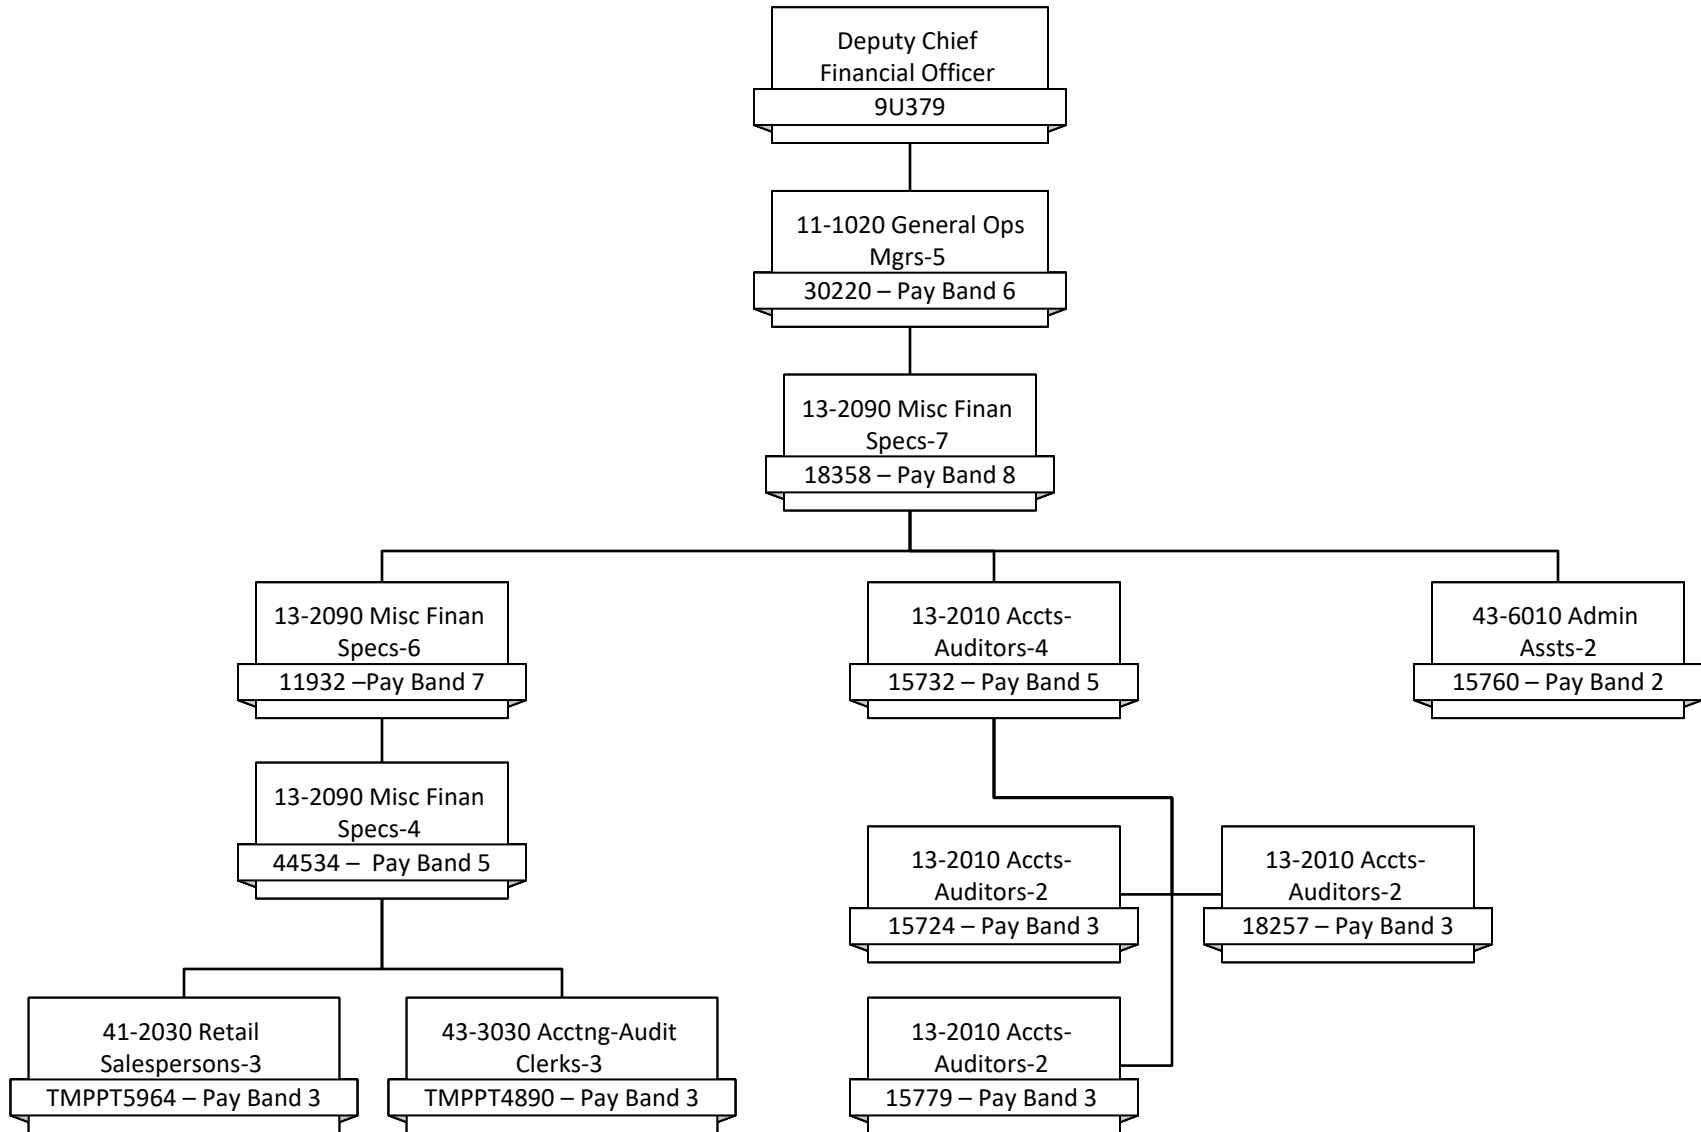 Deputy Chief
Financial Officer
9U379
11-1020 General Ops
Mgrs-5
30220 – Pay Band 6
13-2090 Misc Finan
Specs-7
18358 – Pay Band 8
13-2090 Misc Finan
Specs-6
11932 –Pay Band 7
13-2010 Accts-
Auditors-4
15732 – Pay Band 5
43-6010 Admin
Assts-2
15760 – Pay Band 2
13-2090 Misc Finan
Specs-4
44534 –  Pay Band 5
13-2010 Accts-
Auditors-2
15724 – Pay Band 3
13-2010 Accts-
Auditors-2
18257 – Pay Band 3
41-2030 Retail
Salespersons-3
TMPPT5964 – Pay Band 3
43-3030 Acctng-Audit
Clerks-3
TMPPT4890 – Pay Band 3
13-2010 Accts-
Auditors-2
15779 – Pay Band 3